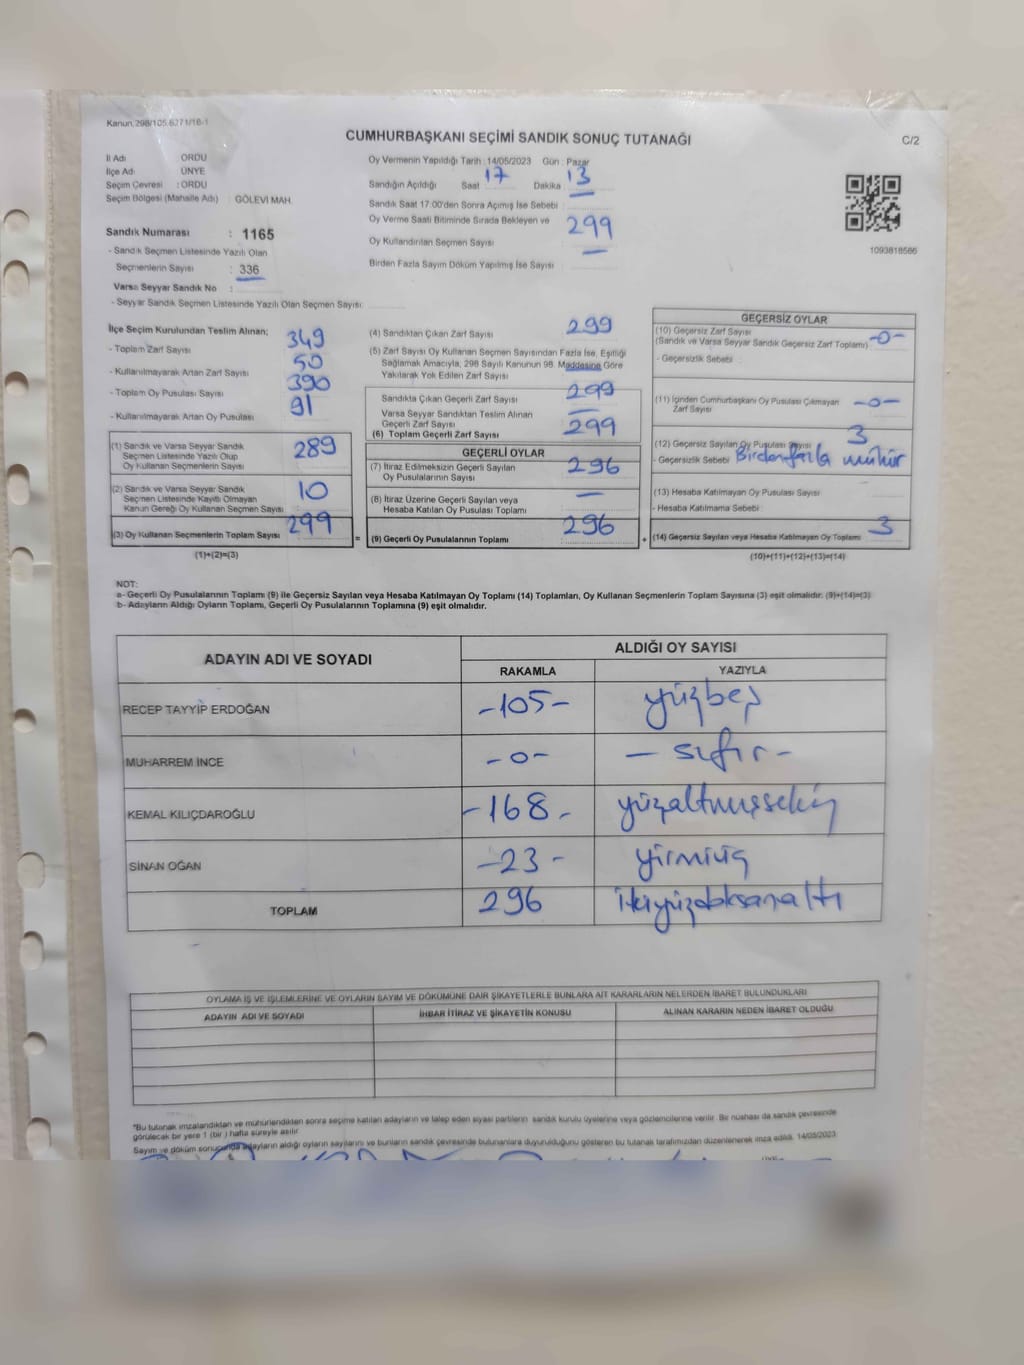 Kanun.298/105.6271/18-1
CUMHURBAŞKANI SEÇİMİ SANDIK SONUÇ TUTANAĞI
C/2
İl Adı ORDU
İlçe Adı ÜNYE
Seçim Çevresi : ORDU
Seçim Bölgesi (Mahalle Adı) : GÖLEVİ MAH.
Sandık Numarası : 1165
- Sandık Seçmen Listesinde Yazılı Olan
Seçmenlerin Sayısı : 336
Varsa Seyyar Sandık No :
- Seyyar Sandık Seçmen Listesinde Yazılı Olan Seçmen Sayısı:
Oy Vermenin Yapıldığı Tarih :14/05/2023 Gün : Pazar
Sandığın Açıldığı Saat 17 Dakika 13
Sandık Saat 17:00'den Sonra Açımış İse Sebebi :
Oy Verme Saati Bitiminde Sırada Bekleyen ve
Oy Kullandırılan Seçmen Sayısı 299
Birden Fazla Sayım Döküm Yapılmış İse Sayısı
1093818566
İlçe Seçim Kurulundan Teslim Alınan;
- Toplam Zarf Sayısı 349
- Kullanılmayarak Artan Zarf Sayısı 50
- Toplam Oy Pusulası Sayısı 390
- Kullanılmayarak Artan Oy Pusulası 91
(1) Sandık ve Varsa Seyyar Sandık
Seçmen Listesinde Yazılı Olup
Oy Kullanan Seçmenlerin Sayısı 289
(2) Sandık ve Varsa Seyyar Sandık
Seçmen Listesinde Kayıtlı Olmayan
Kanun Gereği Oy Kullanan Seçmen Sayısı 10
(3) Oy Kullanan Seçmenlerin Toplam Sayısı 299 =
(1)+(2)=(3)
(4) Sandıktan Çıkan Zarf Sayısı 299
(5) Zarf Sayısı Oy Kullanan Seçmen Sayısından Fazla İse, Eşitliği
Sağlamak Amacıyla, 298 Sayılı Kanunun 98. Maddesine Göre
Yakılarak Yok Edilen Zarf Sayısı
Sandıkta Çıkan Geçerli Zarf Sayısı 299
Varsa Seyyar Sandıktan Teslim Alınan
Geçerli Zarf Sayısı
(6) Toplam Geçerli Zarf Sayısı 299
GEÇERLİ OYLAR
(7) İtiraz Edilmeksizin Geçerli Sayılan
Oy Pusulalarının Sayısı 296
(8) İtiraz Üzerine Geçerli Sayılan veya
Hesaba Katılan Oy Pusulası Toplamı —
(9) Geçerli Oy Pusulalarının Toplamı 296 +
GEÇERSİZ OYLAR
(10) Geçersiz Zarf Sayısı
(Sandık ve Varsa Seyyar Sandık Geçersiz Zarf Toplamı) -0-
- Geçersizlik Sebebi :
(11) İçinden Cumhurbaşkanı Oy Pusulası Çıkmayan
Zarf Sayısı -0-
(12) Geçersiz Sayılan Oy Pusulası Sayısı 3
- Geçersizlik Sebebi Birden fazla mühür
(13) Hesaba Katılmayan Oy Pusulası Sayısı
- Hesaba Katılmama Sebebi
(14) Geçersiz Sayılan veya Hesaba Katılmayan Oy Toplamı 3
(10)+(11)+(12)+(13)=(14)
NOT:
a- Geçerli Oy Pusulalarının Toplamı (9) ile Geçersiz Sayılan veya Hesaba Katılmayan Oy Toplamı (14) Toplamları, Oy Kullanan Seçmenlerin Toplam Sayısına (3) eşit olmalıdır. (9)+(14)=(3)
b- Adayların Aldığı Oyların Toplamı, Geçerli Oy Pusulalarının Toplamına (9) eşit olmalıdır.
ADAYIN ADI VE SOYADI
ALDIĞI OY SAYISI
RAKAMLA YAZIYLA
RECEP TAYYİP ERDOĞAN -105- yüzbeş
MUHARREM İNCE -0- - sıfır -
KEMAL KILIÇDAROĞLU -168- yüzaltmışsekiz
SİNAN OĞAN -23- yirmiüç
TOPLAM 296 ikiyüzdoksanaltı
OYLAMA İŞ VE İŞLEMLERİNE VE OYLARIN SAYIM VE DÖKÜMÜNE DAİR ŞİKAYETLERLE BUNLARA AİT KARARLARIN NELERDEN İBARET BULUNDUKLARI
ADAYIN ADI VE SOYADI İHBAR İTİRAZ VE ŞİKAYETİN KONUSU ALINAN KARARIN NEDEN İBARET OLDUĞU
"Bu tutanak imzalandıktan ve mühürlendikten sonra seçime katılan adayların ve talep eden siyasi partilerin sandık kurulu üyelerine veya gözlemcilerine verilir. Bir nüshası da sandık çevresinde
görülecek bir yere 1 (bir ) hafta süreyle asılır.
Sayım ve döküm sonucunda adayların aldığı oyların sayılarını ve bunların sandık çevresinde bulunanlara duyurulduğunu gösteren bu tutanak tarafımızdan düzenlenerek imza edildi. 14/05/2023